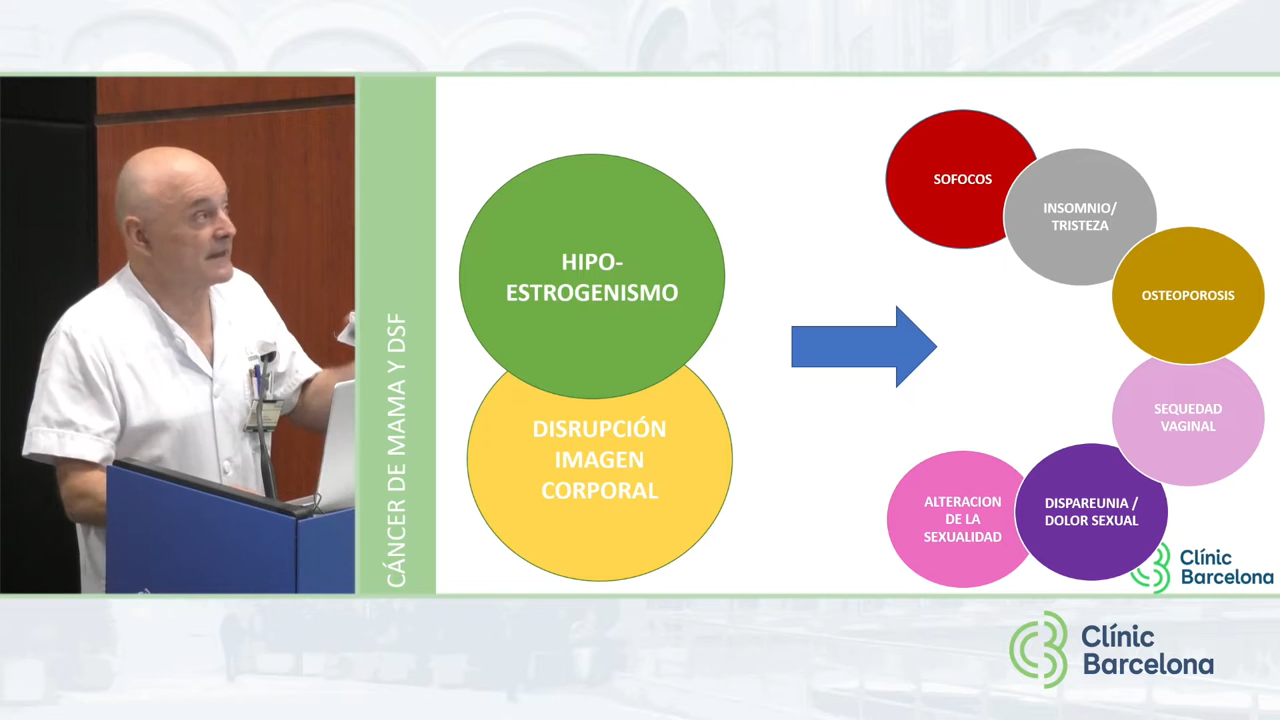 CÁNCER DE MAMA Y DSF
HIPO-
ESTROGENISMO
DISRUPCIÓN
IMAGEN
CORPORAL
SOFOCOS
INSOMNIO/
TRISTEZA
OSTEOPOROSIS
SEQUEDAD
VAGINAL
DISPAREUNIA /
DOLOR SEXUAL
ALTERACION
DE LA
SEXUALIDAD
Clínic
Barcelona
Clínic
Barcelona